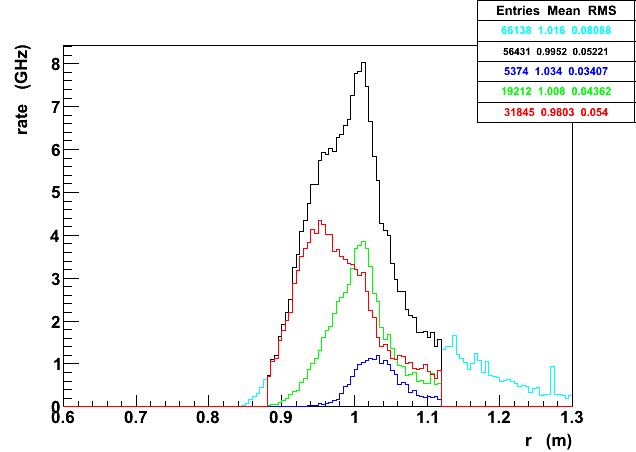 Entries Mean RMS
66138 1.016 0.08088
56431 0.9952 0.05221
5374 1.034 0.03407
19212 1.008 0.04362
31845 0.9803 0.054
rate (GHz)
8
7
6
5
4
3
2
1
0
0.6 0.7 0.8 0.9 1 1.1 1.2 1.3
r (m)